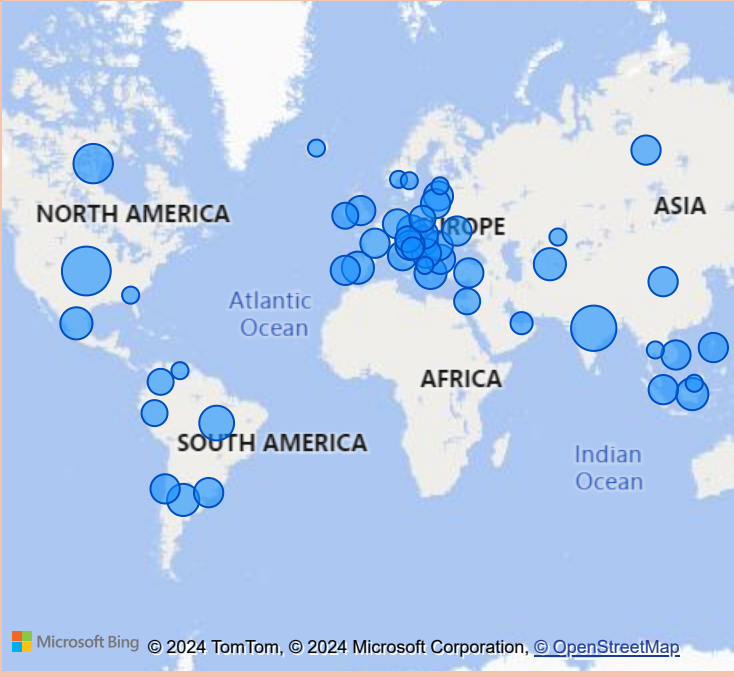 NORTH AMERICA
ASIA
ROPE
Atlantic
Ocean
AFRICA
SOUTH AMERICA
Indian
Ocean
Microsoft Bing
© 2024 TomTom, © 2024 Microsoft Corporation, © OpenStreetMap